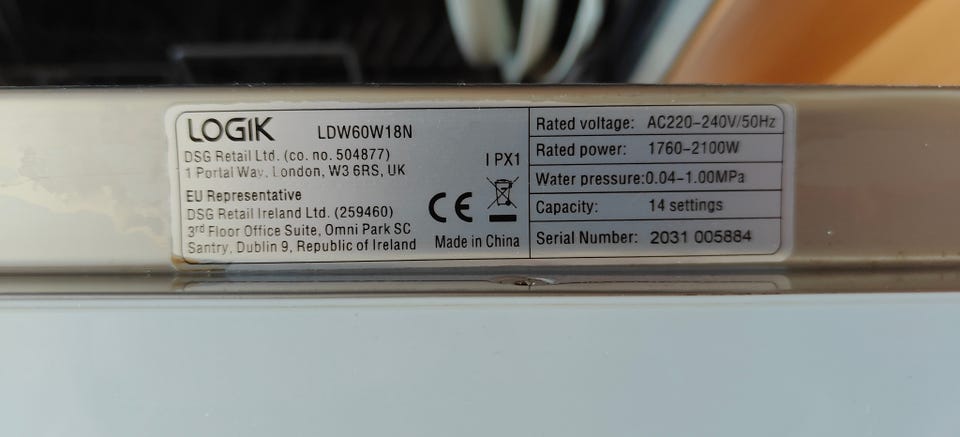 LOGIK LDW60W18N
DSG Retail Ltd. (co. no. 504877)
1 Portal Way, London, W3 6RS, UK
EU Representative
DSG Retail Ireland Ltd. (259460)
3rd Floor Office Suite, Omni Park SC
Santry, Dublin 9, Republic of Ireland
IPX1
CE
Made in China
Rated voltage: AC220-240V/50Hz
Rated power: 1760-2100W
Water pressure:0.04-1.00MPa
Capacity: 14 settings
Serial Number: 2031 005884